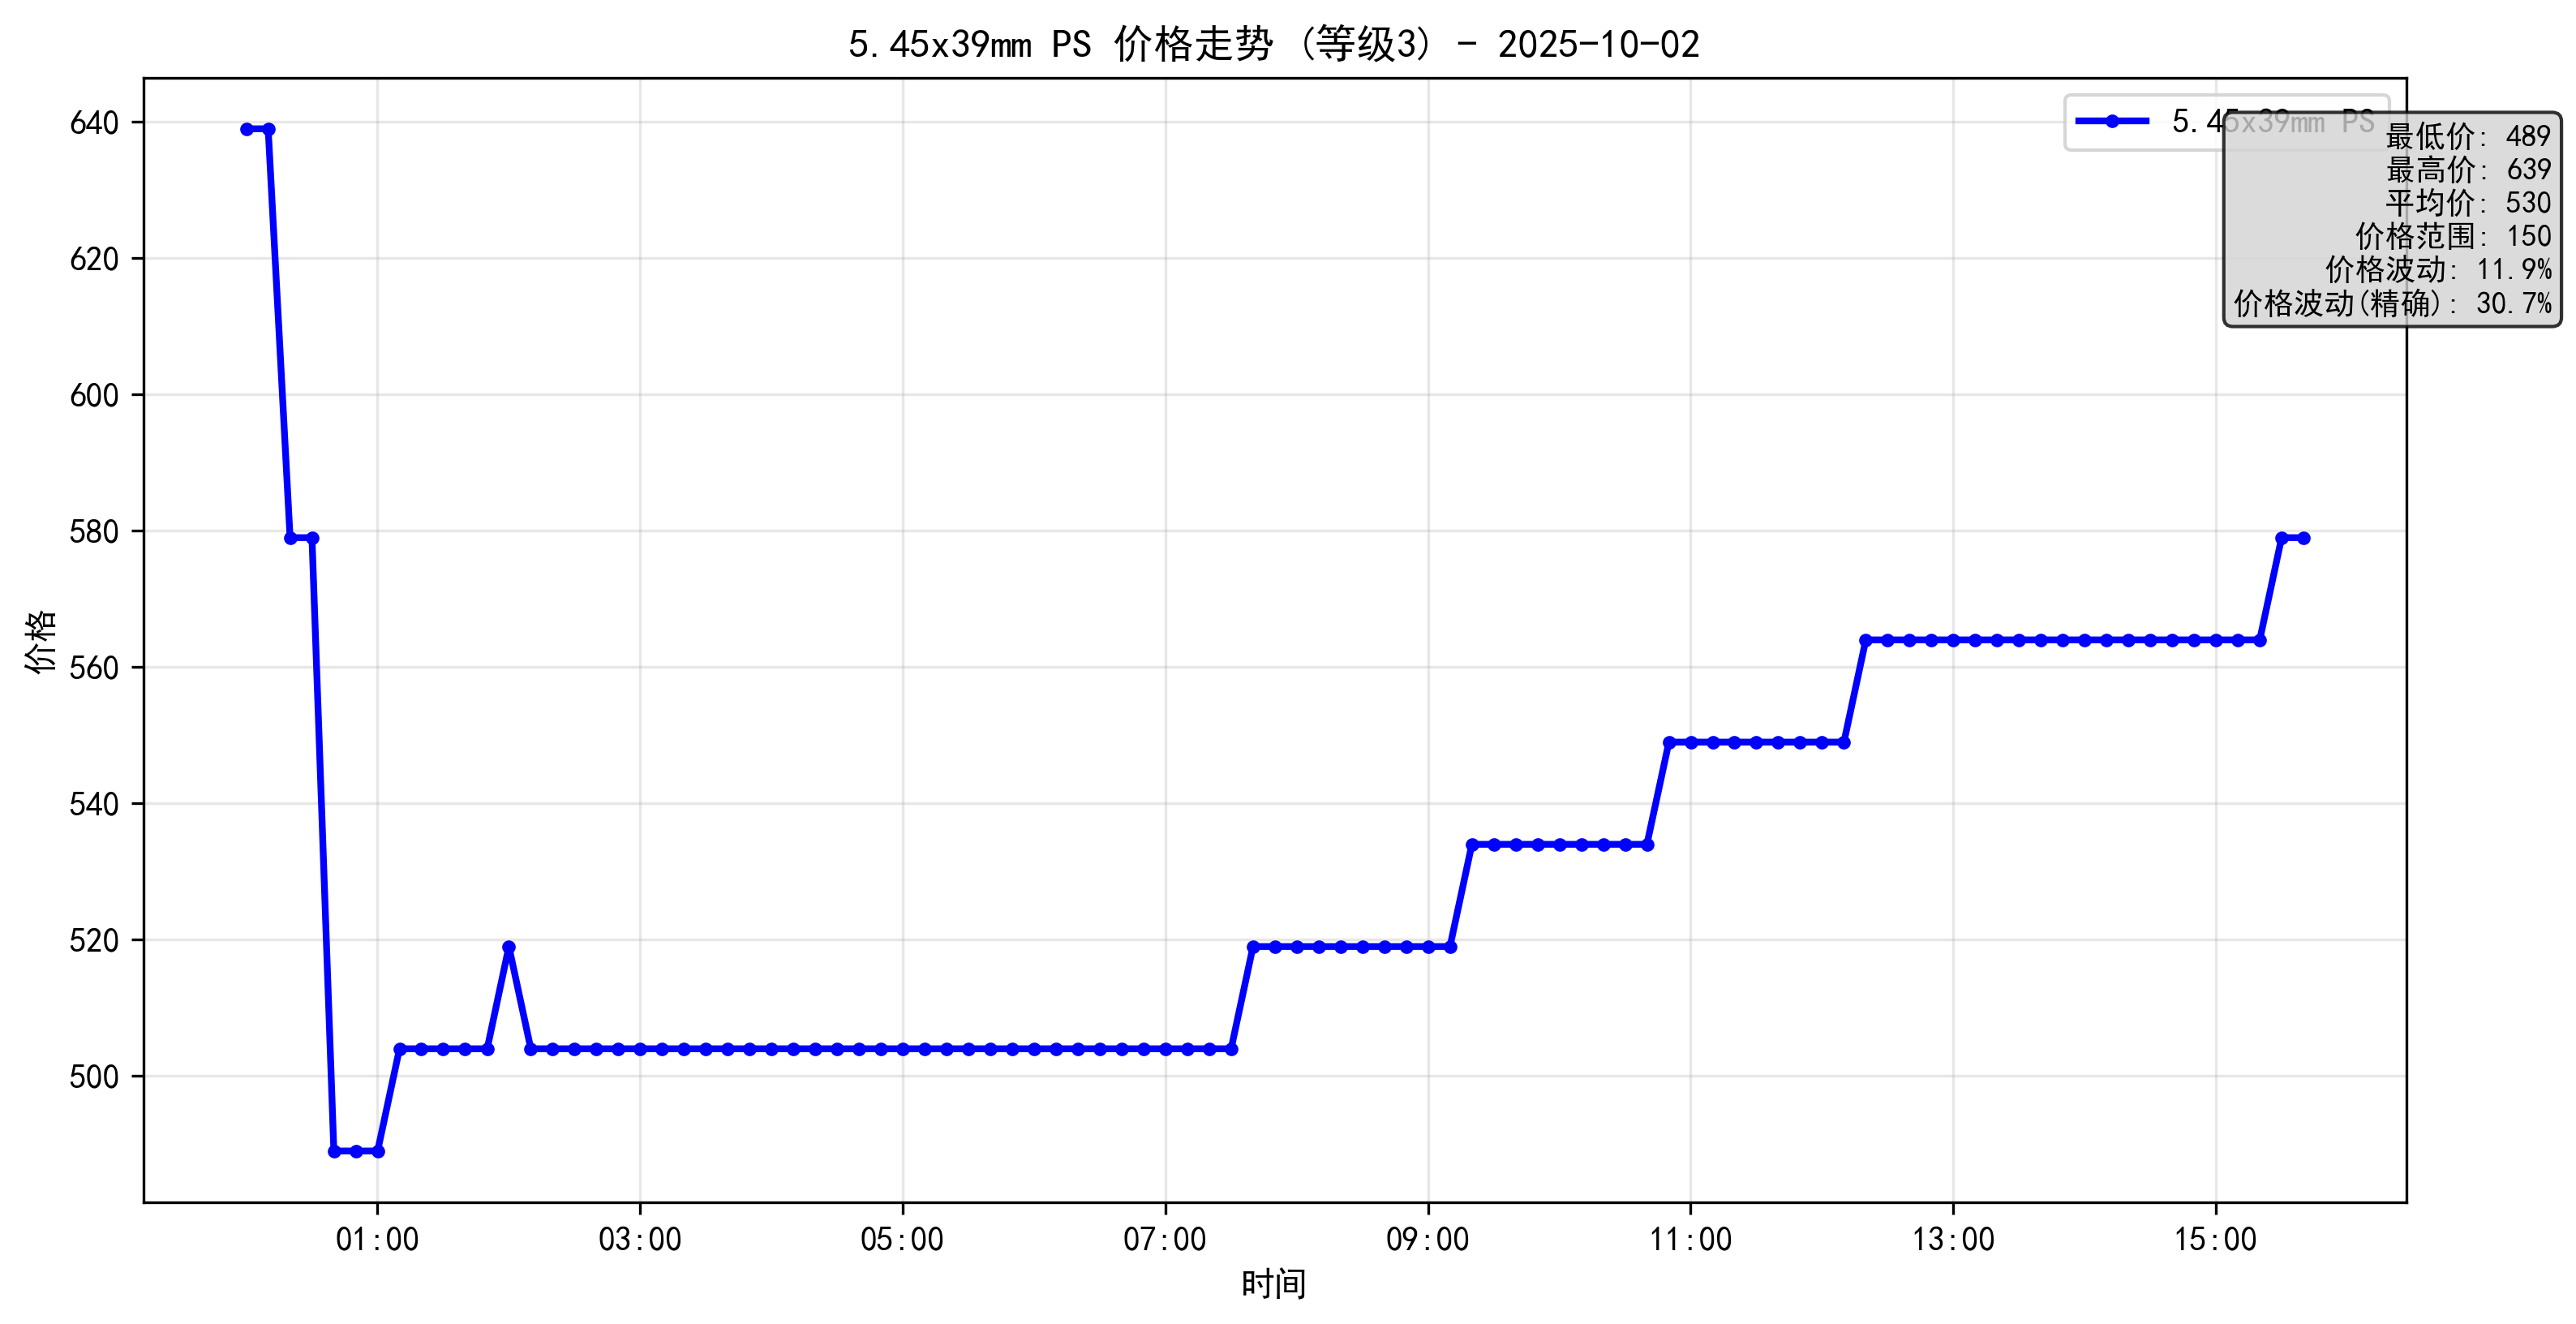 5.45x39mm PS 价格走势 (等级3) - 2025-10-02
5.45x39mm PS
最低价: 489
最高价: 639
平均价: 530
价格范围: 150
价格波动: 11.9%
价格波动(精确): 30.7%
价格
640
620
600
580
560
540
520
500
01:00 03:00 05:00 07:00 09:00 11:00 13:00 15:00
时间